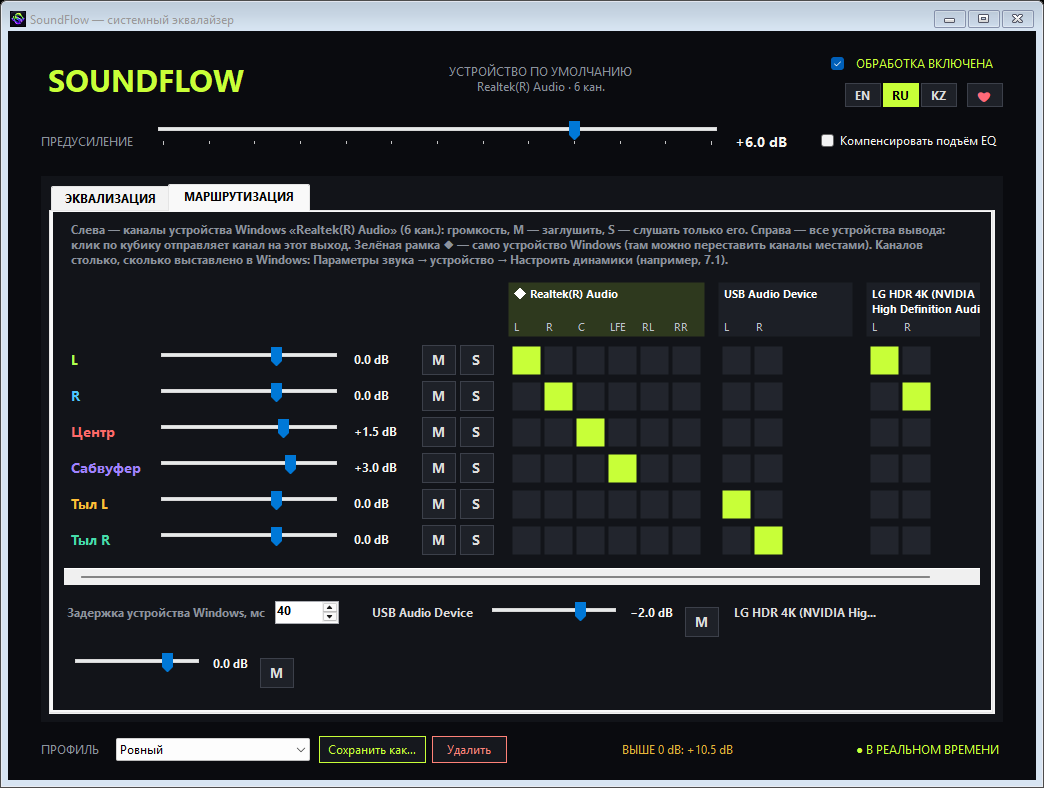 SoundFlow — системный эквалайзер
SOUNDFLOW
УСТРОЙСТВО ПО УМОЛЧАНИЮ
Realtek(R) Audio · 6 кан.
ОБРАБОТКА ВКЛЮЧЕНА
EN RU KZ
ПРЕДУСИЛЕНИЕ +6.0 dB Компенсировать подъём EQ
ЭКВАЛИЗАЦИЯ МАРШРУТИЗАЦИЯ
Слева — каналы устройства Windows «Realtek(R) Audio» (6 кан.): громкость, M — заглушить, S — слушать только его. Справа — все устройства вывода:
клик по кубику отправляет канал на этот выход. Зелёная рамка ◆ — само устройство Windows (там можно переставить каналы местами). Каналов
столько, сколько выставлено в Windows: Параметры звука → устройство → Настроить динамики (например, 7.1).
◆ Realtek(R) Audio
L R C LFE RL RR
USB Audio Device
L R
LG HDR 4K (NVIDIA
High Definition Audi
L R
L 0.0 dB M S
R 0.0 dB M S
Центр +1.5 dB M S
Сабвуфер +3.0 dB M S
Тыл L 0.0 dB M S
Тыл R 0.0 dB M S
Задержка устройства Windows, мс 40 USB Audio Device −2.0 dB M LG HDR 4K (NVIDIA Hig...
0.0 dB M
ПРОФИЛЬ Ровный Сохранить как... Удалить ВЫШЕ 0 dB: +10.5 dB ● В РЕАЛЬНОМ ВРЕМЕНИ